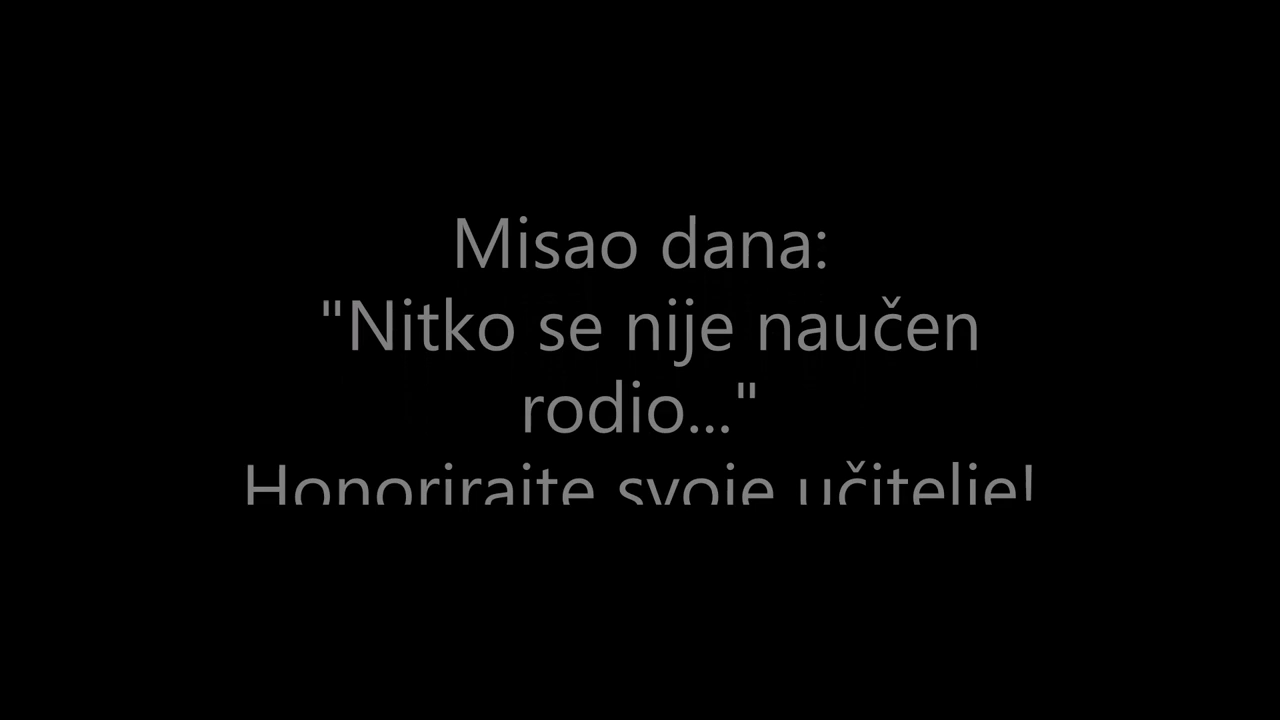 Misao dana:
"Nitko se nije naučen
rodio..."
Honorirajte svoje učitelje!